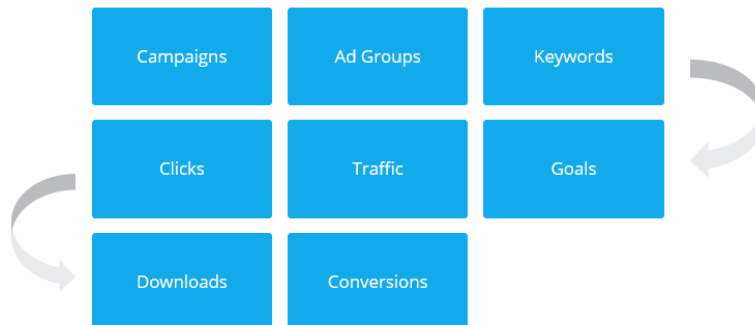 Campaigns
Ad Groups
Keywords
Clicks
Traffic
Goals
Downloads
Conversions